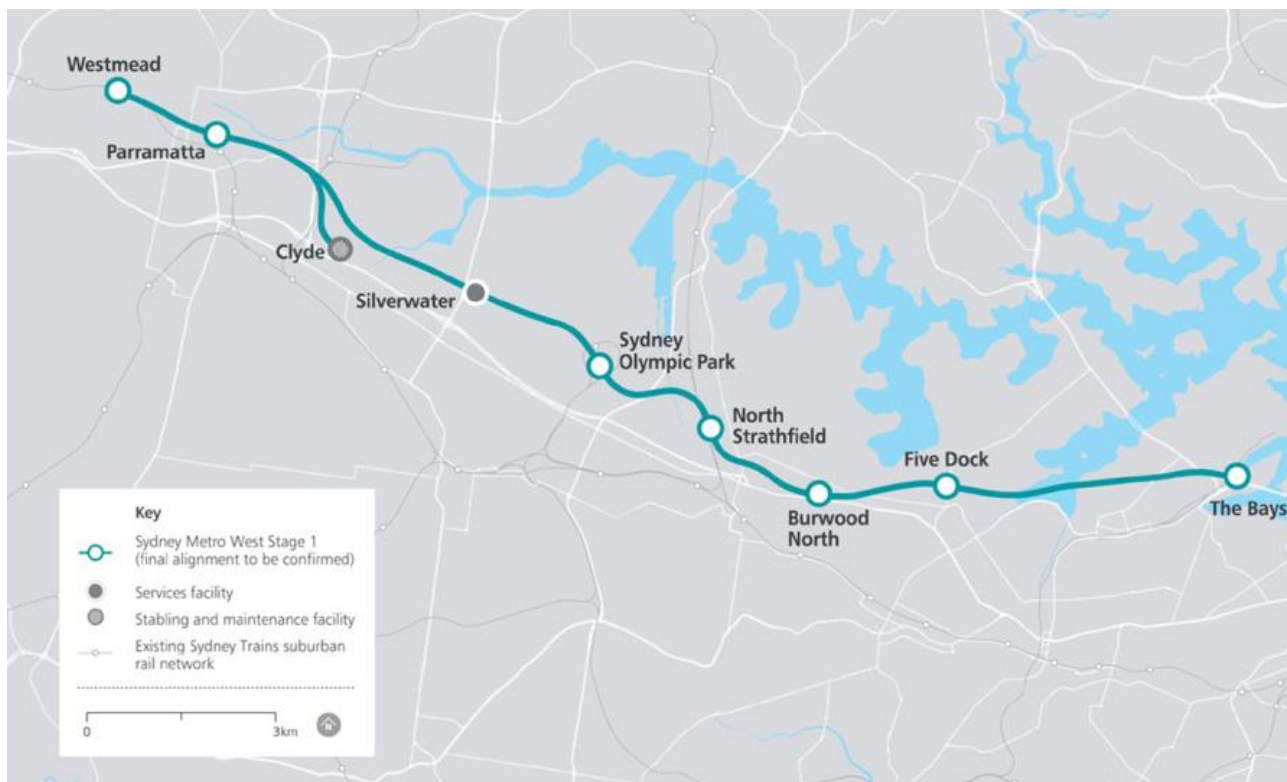 Westmead
Parramatta
Clyde
Silverwater
Sydney
Olympic Park
North
Strathfield
Five Dock
Burwood
North
The Bays
Key
Sydney Metro West Stage 1
(final alignment to be confirmed)
Services facility
Stabling and maintenance facility
Existing Sydney Trains suburban
rail network
0 3km N